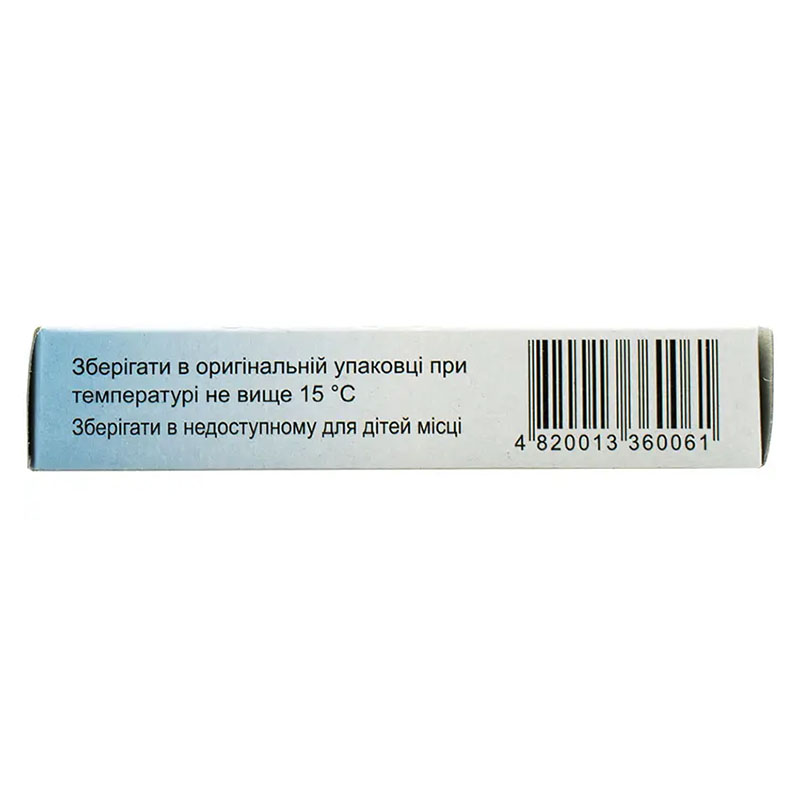 Зберігати в оригінальній упаковці при
температурі не вище 15 °С
Зберігати в недоступному для дітей місці
4 820013 360061